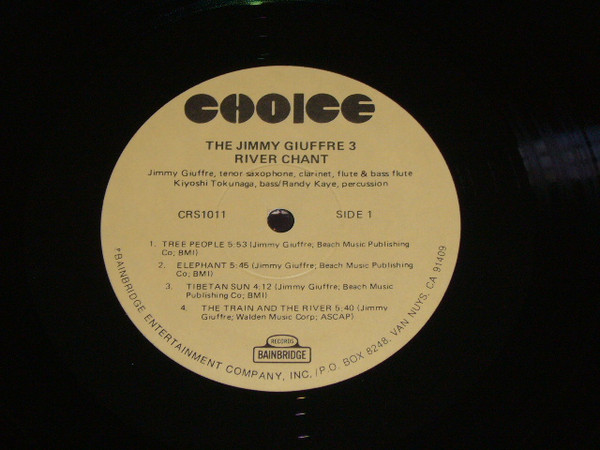 CHOICE
THE JIMMY GIUFFRE 3
RIVER CHANT
Jimmy Giuffre, tenor saxophone, clarinet, flute & bass flute
Kiyoshi Tokunaga, bass/Randy Kaye, percussion
CRS1011 SIDE 1
1. TREE PEOPLE 5:53 (Jimmy Giuffre; Beach Music Publishing
Co; BMI)
2. ELEPHANT 5:45 (Jimmy Giuffre; Beach Music Publishing
Co; BMI)
3. TIBETAN SUN 4:12 (Jimmy Giuffre; Beach Music
Publishing Co; BMI)
4. THE TRAIN AND THE RIVER 5:40 (Jimmy
Giuffre; Walden Music Corp; ASCAP)
RECORDS
BAINBRIDGE
BAINBRIDGE ENTERTAINMENT COMPANY, INC. /P.O. BOX 8248, VAN NUYS, CA 91409